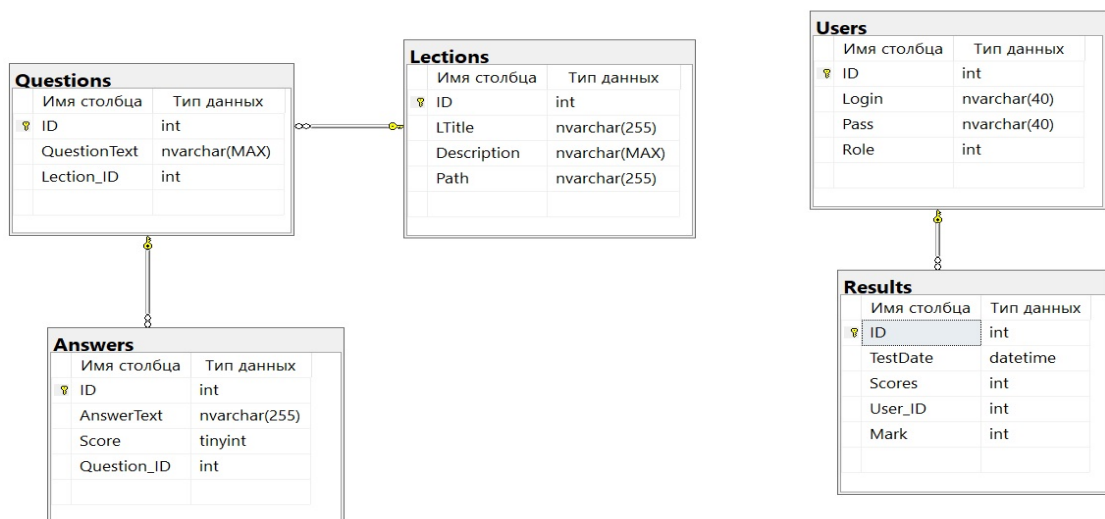 Questions
Имя столбца Тип данных
ID int
QuestionText nvarchar(MAX)
Lection_ID int
Lections
Имя столбца Тип данных
ID int
LTitle nvarchar(255)
Description nvarchar(MAX)
Path nvarchar(255)
Users
Имя столбца Тип данных
ID int
Login nvarchar(40)
Pass nvarchar(40)
Role int
Answers
Имя столбца Тип данных
ID int
AnswerText nvarchar(255)
Score tinyint
Question_ID int
Results
Имя столбца Тип данных
ID int
TestDate datetime
Scores int
User_ID int
Mark int